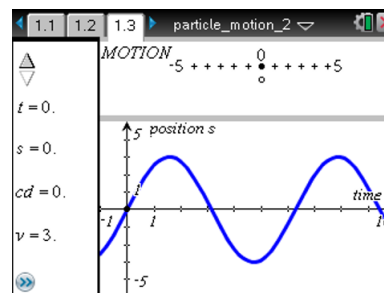 1.1 1.2 1.3 particle_motion_2
MOTION
0
-5 +5
t=0.
s=0.
cd=0.
v=3.
5 position s
1
time
-1 1
-5